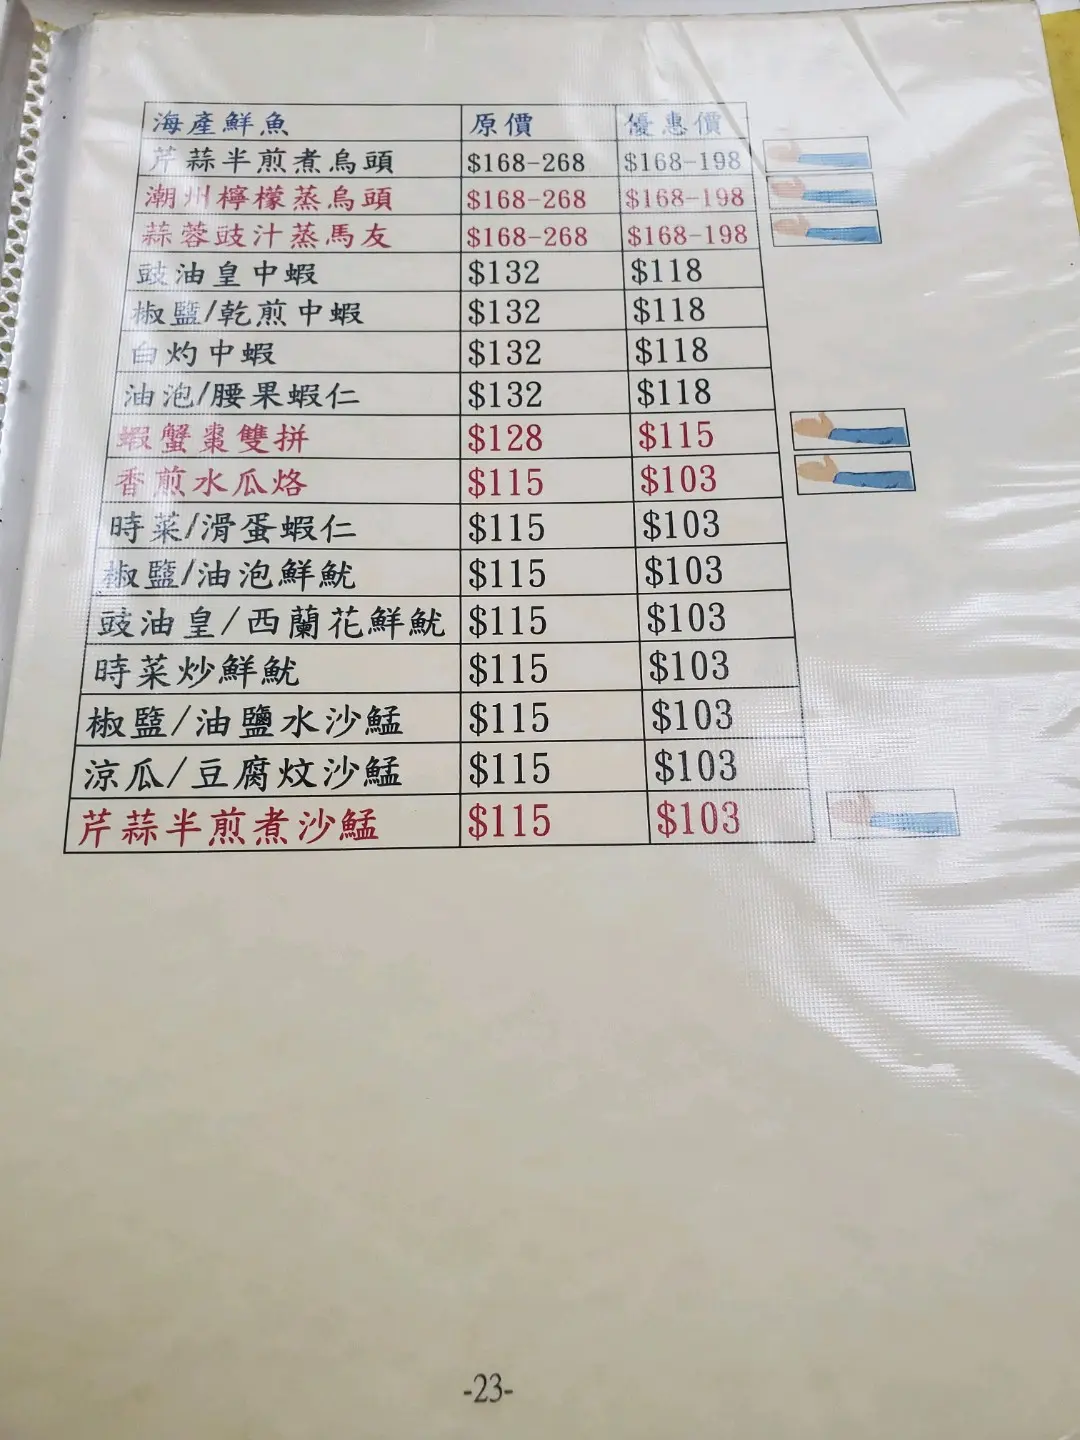 海產鮮魚 原價 優惠價
芹蒜半煎煮烏頭 $168-268 $168-198
潮州檸檬蒸烏頭 $168-268 $168-198
蒜蓉豉汁蒸馬友 $168-268 $168-198
豉油皇中蝦 $132 $118
椒鹽/乾煎中蝦 $132 $118
白灼中蝦 $132 $118
油泡/腰果蝦仁 $132 $118
蝦蟹棗雙拼 $128 $115
香煎水瓜烙 $115 $103
時菜/滑蛋蝦仁 $115 $103
椒鹽/油泡鮮魷 $115 $103
豉油皇/西蘭花鮮魷 $115 $103
時菜炒鮮魷 $115 $103
椒鹽/油鹽水沙鯭 $115 $103
涼瓜/豆腐炆沙鯭 $115 $103
芹蒜半煎煮沙鯭 $115 $103
-23-